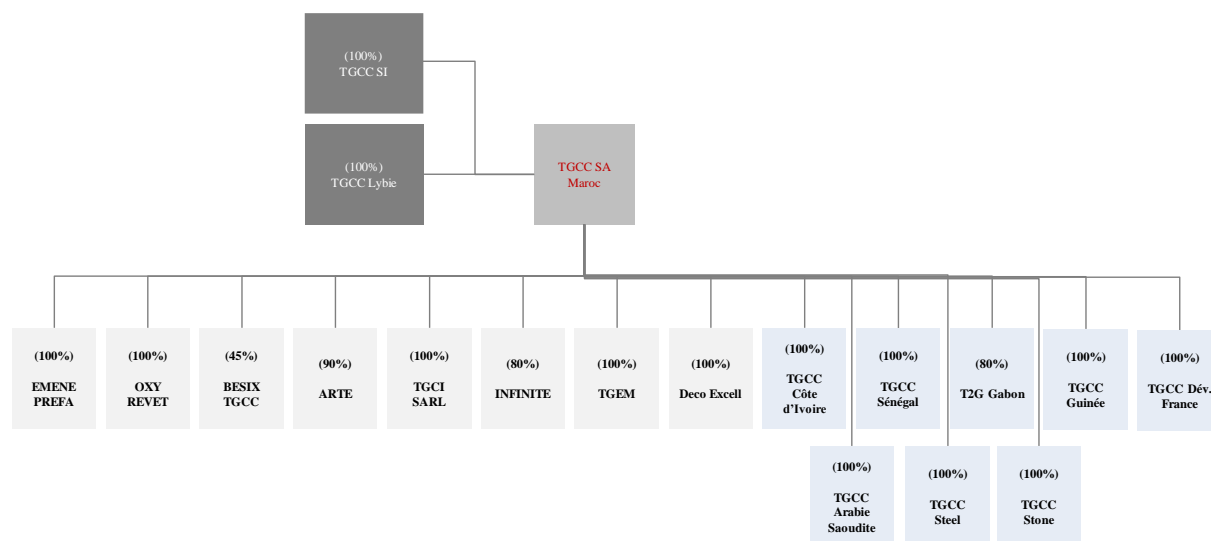 (100%)
TGCC SI
(100%)
TGCC Lybie
TGCC SA
Maroc
(100%)
EMENE
PREFA
(100%)
OXY
REVET
(45%)
BESIX
TGCC
(90%)
ARTE
(100%)
TGCI
SARL
(80%)
INFINITE
(100%)
TGEM
(100%)
Deco Excell
(100%)
TGCC
Côte
d'Ivoire
(100%)
TGCC
Sénégal
(80%)
T2G Gabon
(100%)
TGCC
Guinée
(100%)
TGCC Dév.
France
(100%)
TGCC
Arabie
Saoudite
(100%)
TGCC
Steel
(100%)
TGCC
Stone